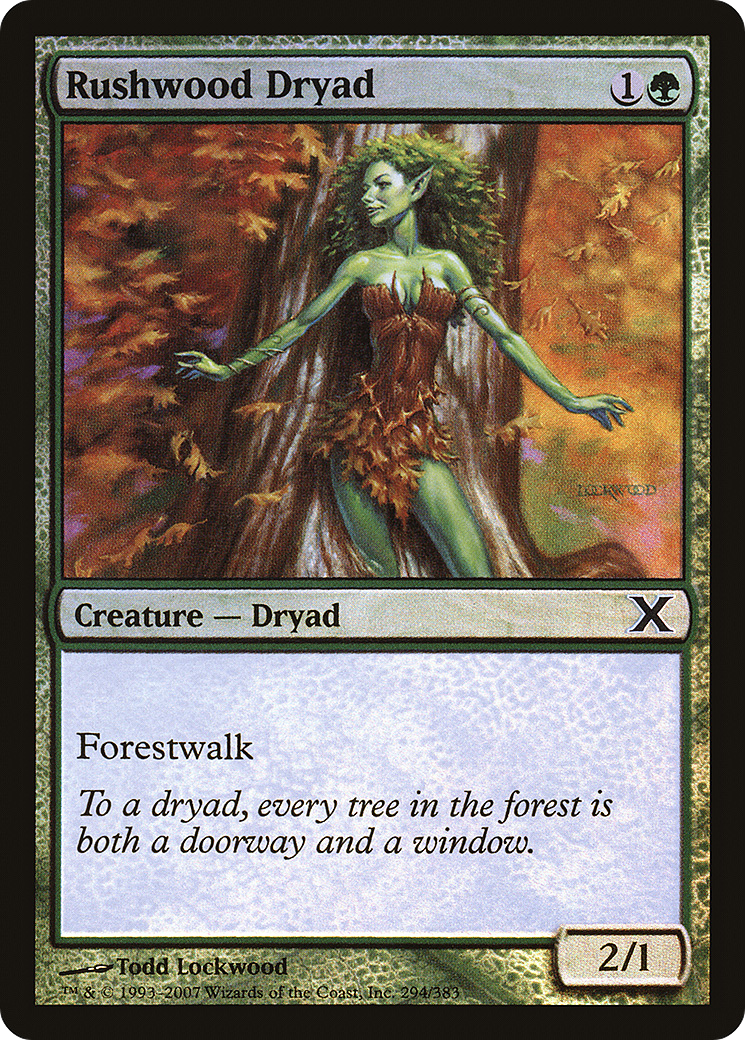 Rushwood Dryad 1
LOCKWOOD
Creature — Dryad X
Forestwalk
To a dryad, every tree in the forest is
both a doorway and a window.
2/1
Todd Lockwood
™ & © 1993–2007 Wizards of the Coast, Inc. 294/383